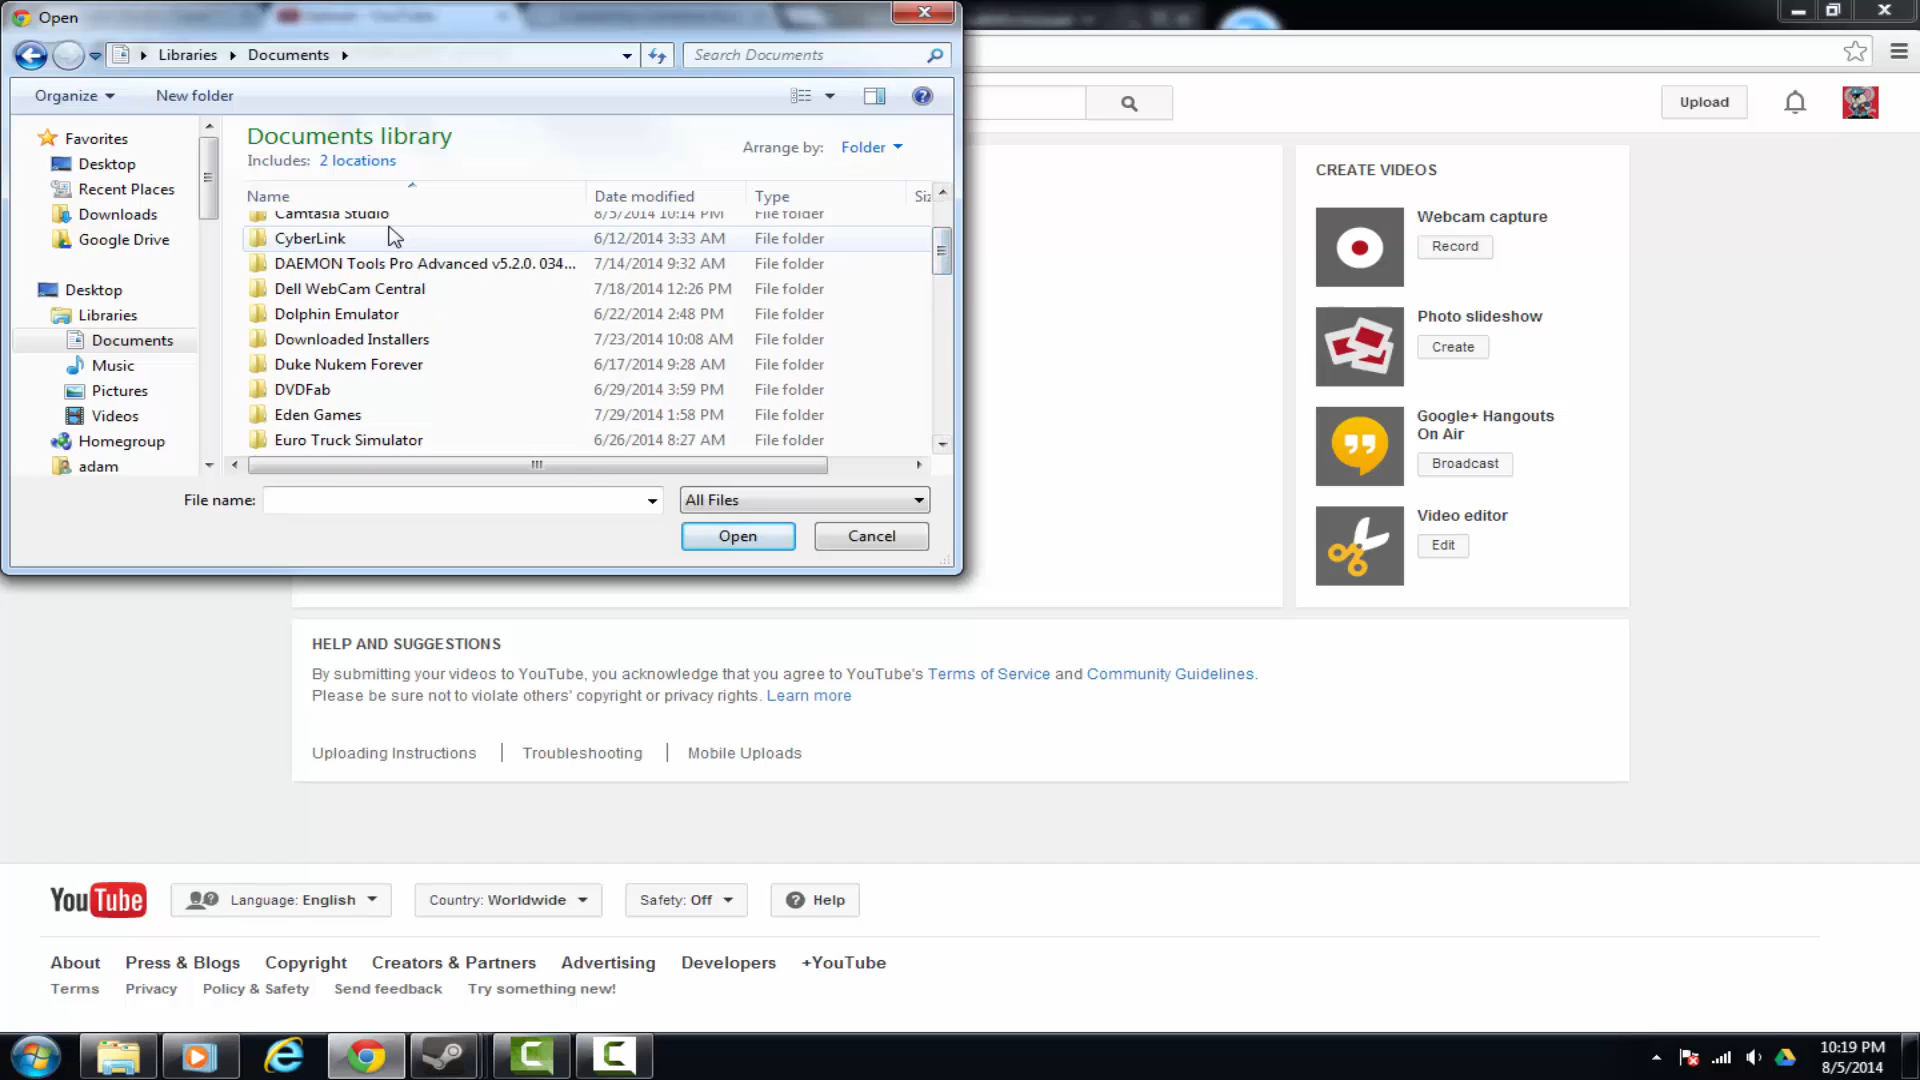 Open
Libraries Documents
Search Documents
Organize New folder
Documents library
Includes: 2 locations
Arrange by: Folder
Name Date modified Type
Camtasia Studio 8/5/2014 10:14 PM File folder
CyberLink 6/12/2014 3:33 AM File folder
DAEMON Tools Pro Advanced v5.2.0. 034... 7/14/2014 9:32 AM File folder
Dell WebCam Central 7/18/2014 12:26 PM File folder
Dolphin Emulator 6/22/2014 2:48 PM File folder
Downloaded Installers 7/23/2014 10:08 AM File folder
Duke Nukem Forever 6/17/2014 9:28 AM File folder
DVDFab 6/29/2014 3:59 PM File folder
Eden Games 7/29/2014 1:58 PM File folder
Euro Truck Simulator 6/26/2014 8:27 AM File folder
Favorites
Desktop
Recent Places
Downloads
Google Drive
Desktop
Libraries
Documents
Music
Pictures
Videos
Homegroup
adam
File name:
All Files
Open Cancel
Upload
CREATE VIDEOS
Webcam capture
Record
Photo slideshow
Create
Google+ Hangouts
On Air
Broadcast
Video editor
Edit
HELP AND SUGGESTIONS
By submitting your videos to YouTube, you acknowledge that you agree to YouTube's Terms of Service and Community Guidelines.
Please be sure not to violate others' copyright or privacy rights. Learn more
Uploading Instructions | Troubleshooting | Mobile Uploads
YouTube
Language: English
Country: Worldwide
Safety: Off
Help
About Press & Blogs Copyright Creators & Partners Advertising Developers +YouTube
Terms Privacy Policy & Safety Send feedback Try something new!
10:19 PM
8/5/2014